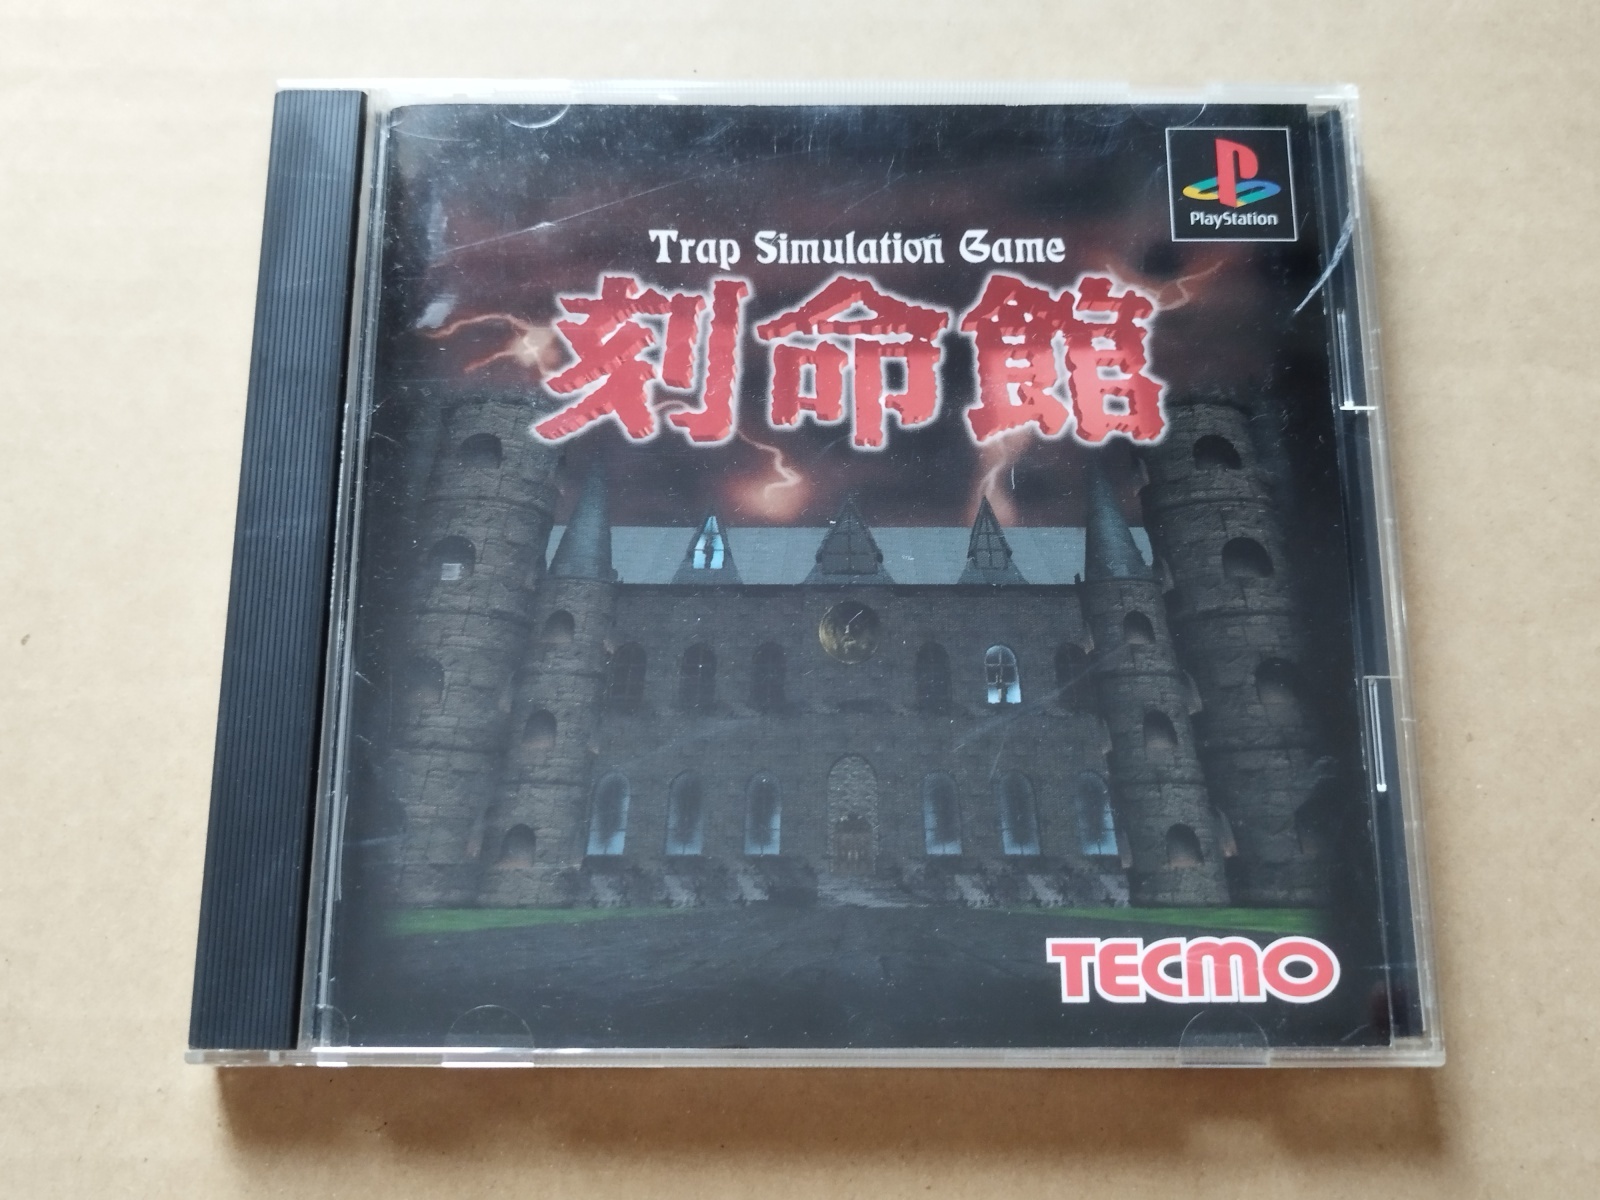 PlayStation
Trap Simulation Game
刻命館
TECMO